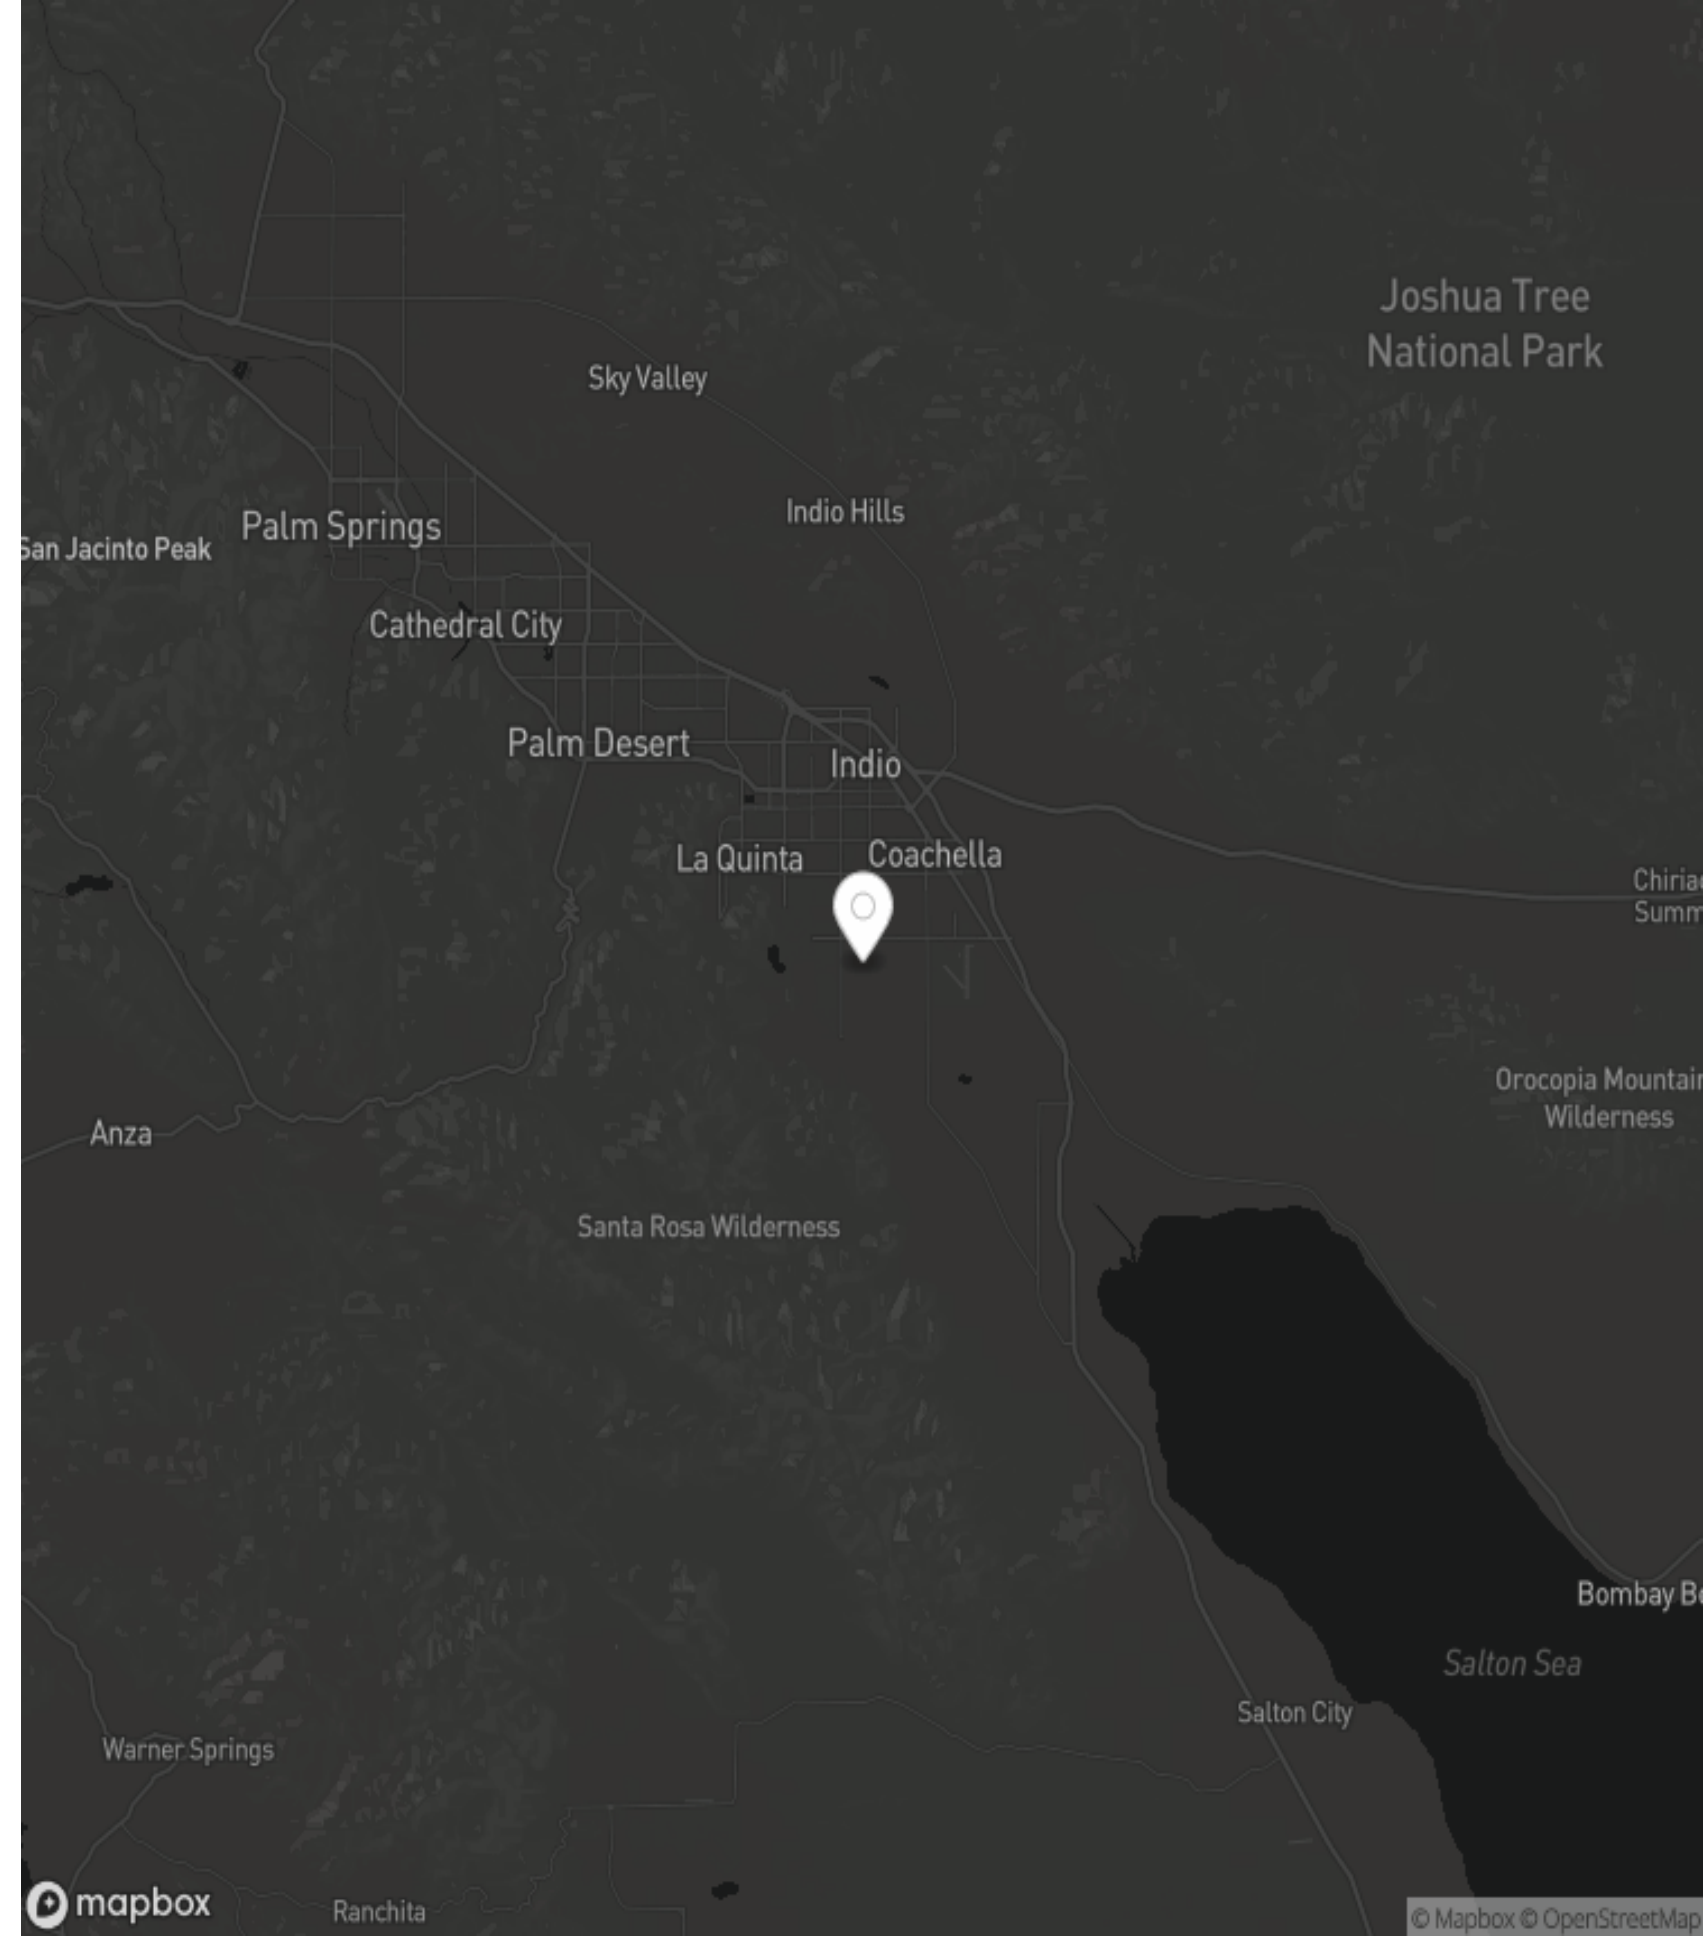 Joshua Tree
National Park
Sky Valley
Indio Hills
Palm Springs
San Jacinto Peak
Cathedral City
Palm Desert
Indio
La Quinta
Coachella
Chiriac
Summ
Orocopia Mountain
Wilderness
Anza
Santa Rosa Wilderness
Bombay Be
Salton Sea
Salton City
Warner Springs
mapbox
Ranchita
© Mapbox © OpenStreetMap